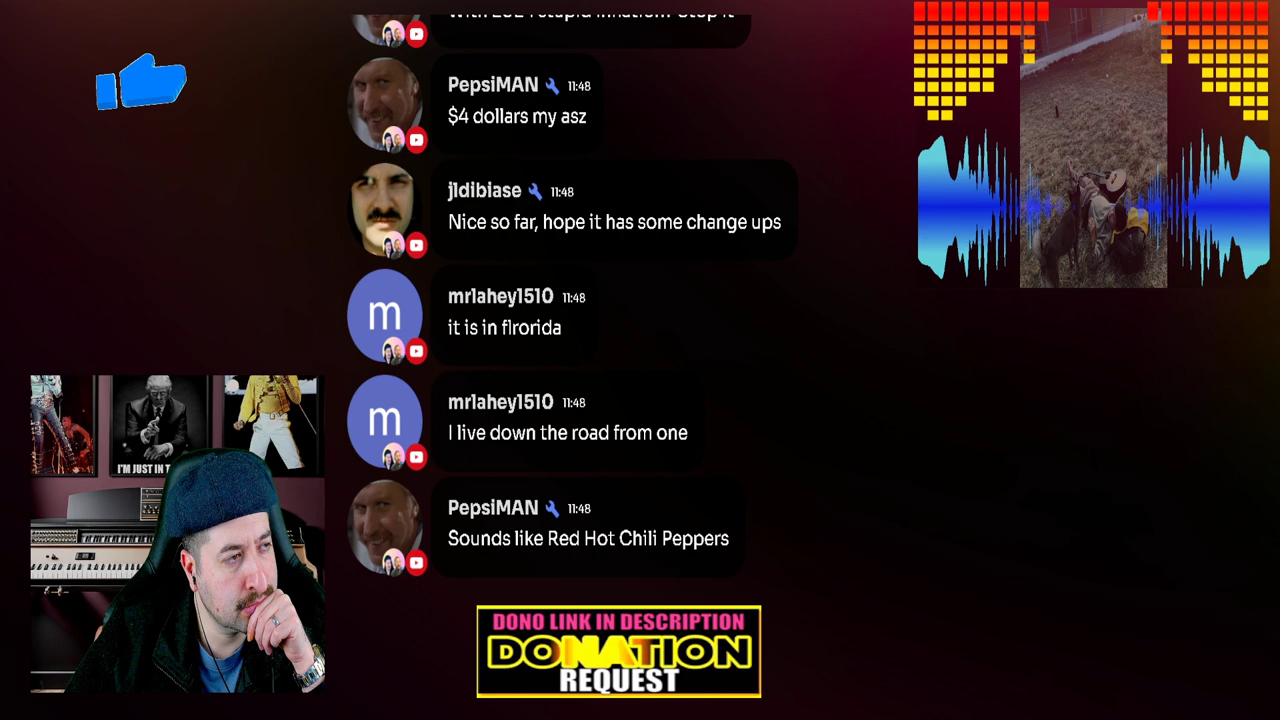 PepsiMAN 11:48
$4 dollars my asz
jldiblase 11:48
Nice so far, hope it has some change ups
mrlahey1510 11:48
it is in flrorida
m
mrlahey1510 11:48
I live down the road from one
m
PepsiMAN 11:48
Sounds like Red Hot Chili Peppers
I'M JUST IN
DONO LINK IN DESCRIPTION
DONATION
REQUEST